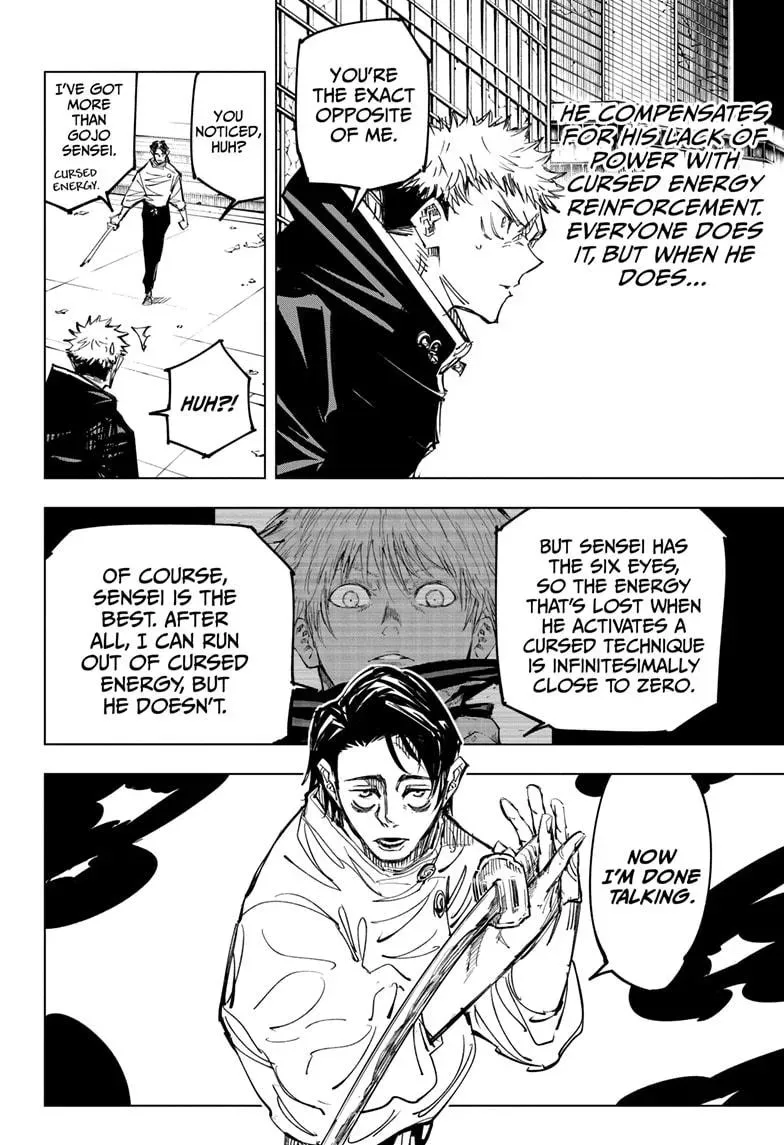 HE COMPENSATES
FOR HIS LACK OF
POWER WITH
CURSED ENERGY
REINFORCEMENT.
EVERYONE DOES
IT, BUT WHEN HE
DOES...
YOU'RE
THE EXACT
OPPOSITE
OF ME.
YOU
NOTICED,
HUH?
I'VE GOT
MORE
THAN
GOJO
SENSEI.
CURSED
ENERGY.
HUH?!
BUT SENSEI HAS
THE SIX EYES,
SO THE ENERGY
THAT'S LOST WHEN
HE ACTIVATES A
CURSED TECHNIQUE
IS INFINITESIMALLY
CLOSE TO ZERO.
OF COURSE,
SENSEI IS THE
BEST. AFTER
ALL, I CAN RUN
OUT OF CURSED
ENERGY, BUT
HE DOESN'T.
NOW
I'M DONE
TALKING.